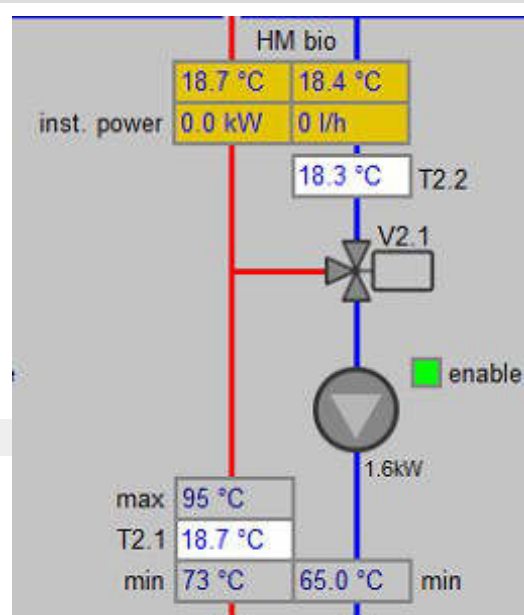 HM bio
18.7 °C 18.4 °C
inst. power 0.0 kW 0 l/h
18.3 °C T2.2
V2.1
enable
1.6kW
max 95 °C
T2.1 18.7 °C
min 73 °C 65.0 °C min